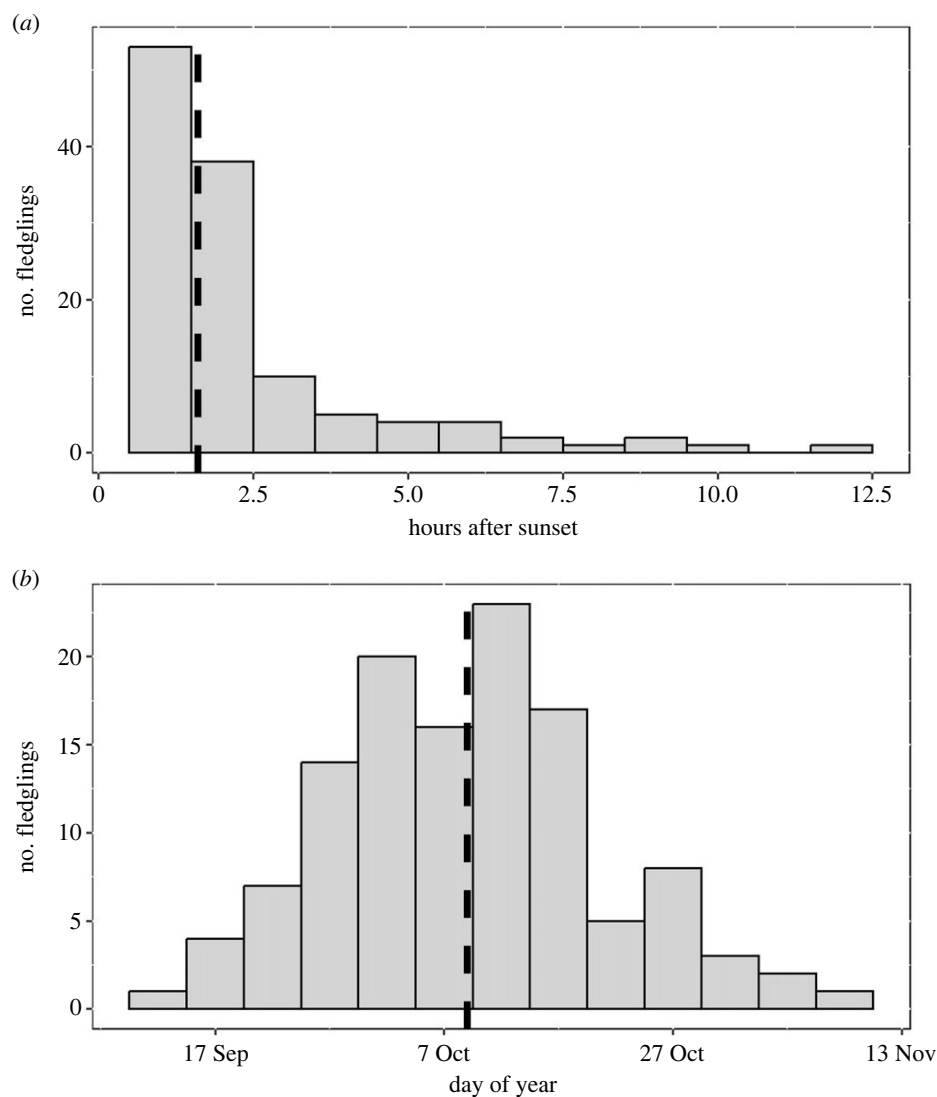 (a)
40
20
0
no. fledglings
0 2.5 5.0 7.5 10.0 12.5
hours after sunset
(b)
20
15
10
5
0
no. fledglings
17 Sep 7 Oct 27 Oct 13 Nov
day of year